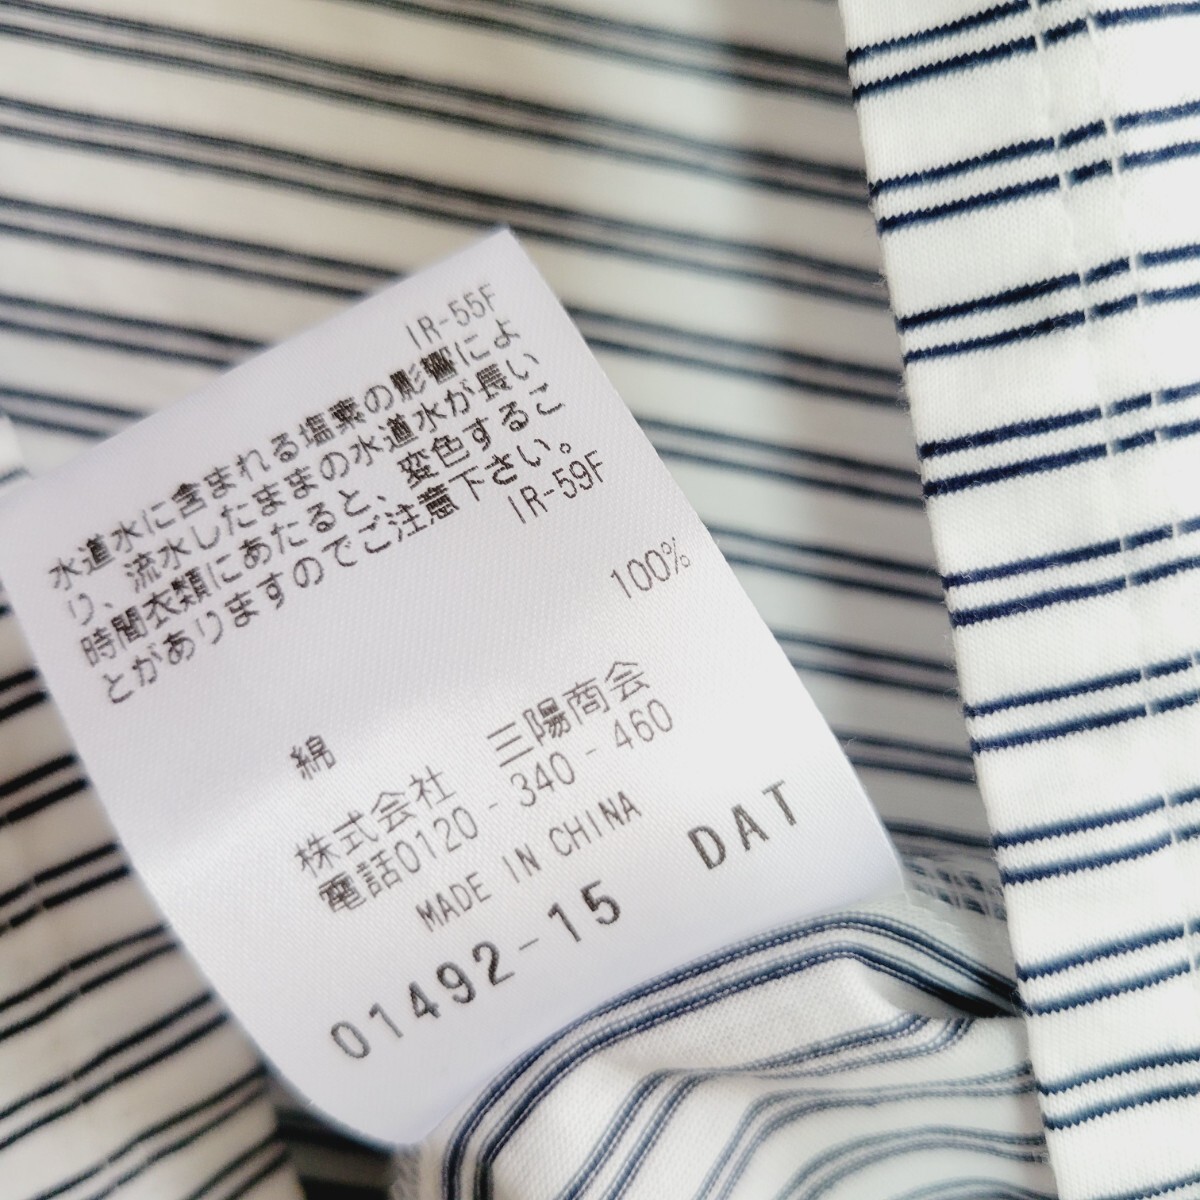 IR-55F
水道水に含まれる塩素の影響によ
り、流水したままの水道水が長い
時間衣類にあたると、変色するこ
とがありますのでご注意下さい。
IR-59F
綿 100%
株式会社 三陽商会
電話0120-340-460
MADE IN CHINA
01492-15 DAT